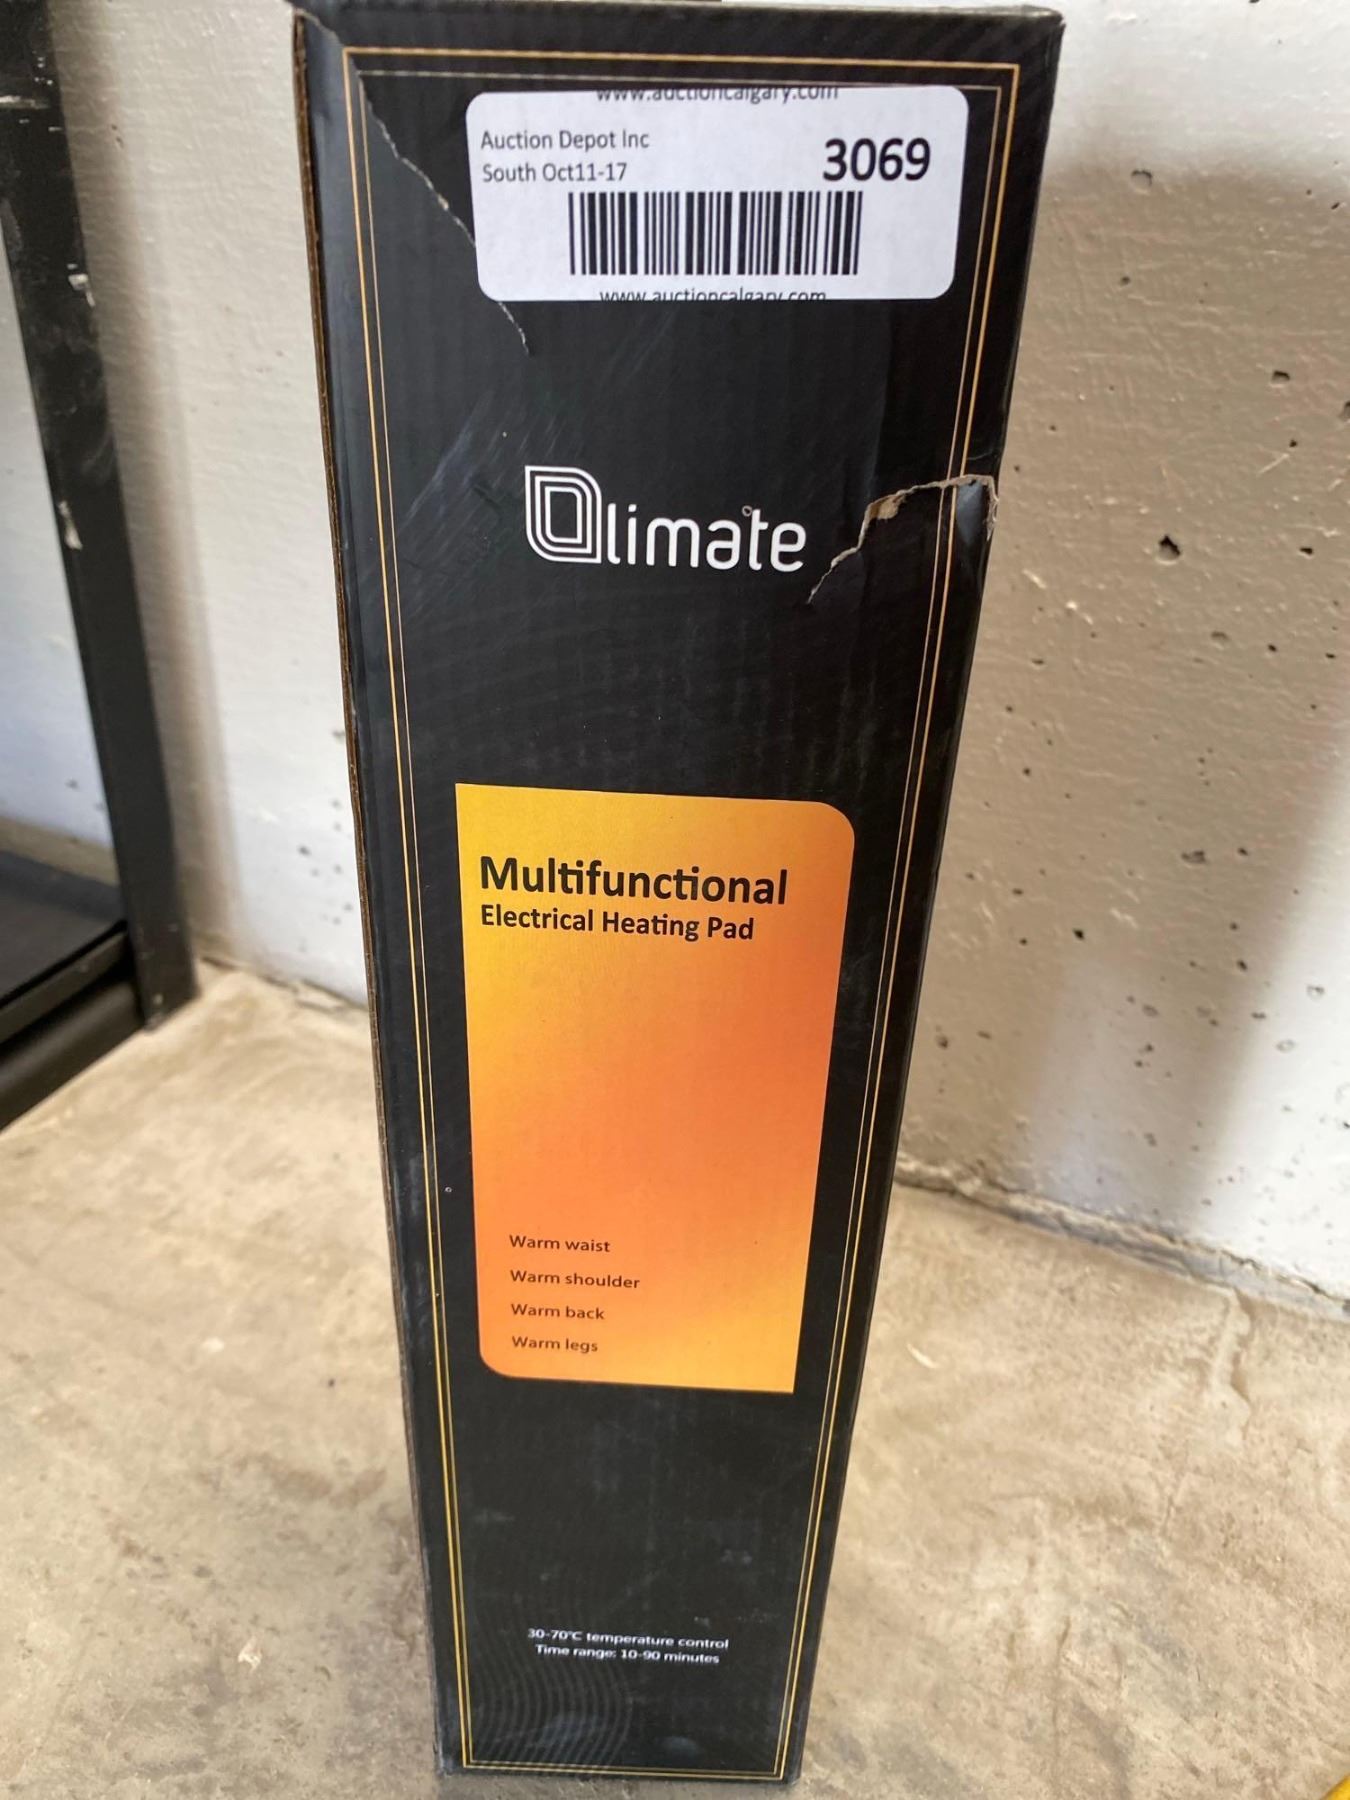 www.auctioncalgary.com
Auction Depot Inc
3069
South Oct11-17
www.auctioncalgary.com
Olimate
Multifunctional
Electrical Heating Pad
Warm waist
Warm shoulder
Warm back
Warm legs
30-70℃ temperature control
Time range: 10-90 minutes